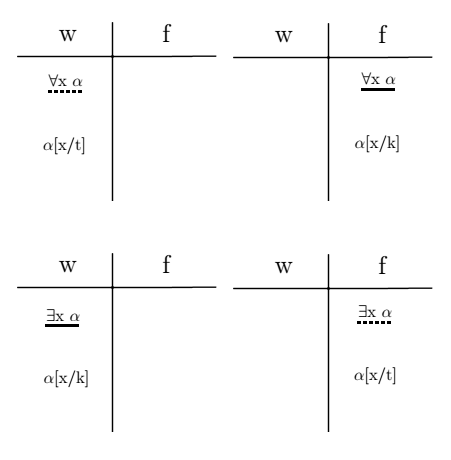 w f w f
∀x α ∀x α
α[x/t] α[x/k]
w f w f
∃x α ∃x α
α[x/k] α[x/t]